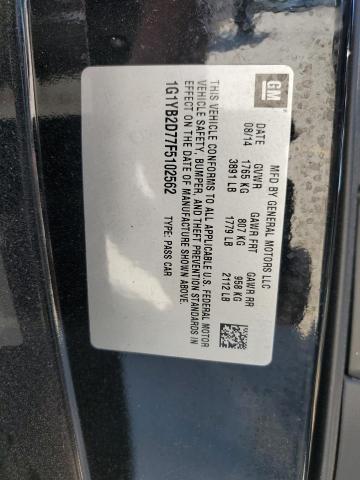 GM
MFD BY GENERAL MOTORS LLC
DATE GVWR GAWR FRT GAWR RR
08/14 1765 KG 807 KG 958 KG
3891 LB 1779 LB 2112 LB
THIS VEHICLE CONFORMS TO ALL APPLICABLE U.S. FEDERAL MOTOR
VEHICLE SAFETY, BUMPER, AND THEFT PREVENTION STANDARDS IN
EFFECT ON THE DATE OF MANUFACTURE SHOWN ABOVE.
1G1YB2D77F5102562 TYPE: PASS CAR